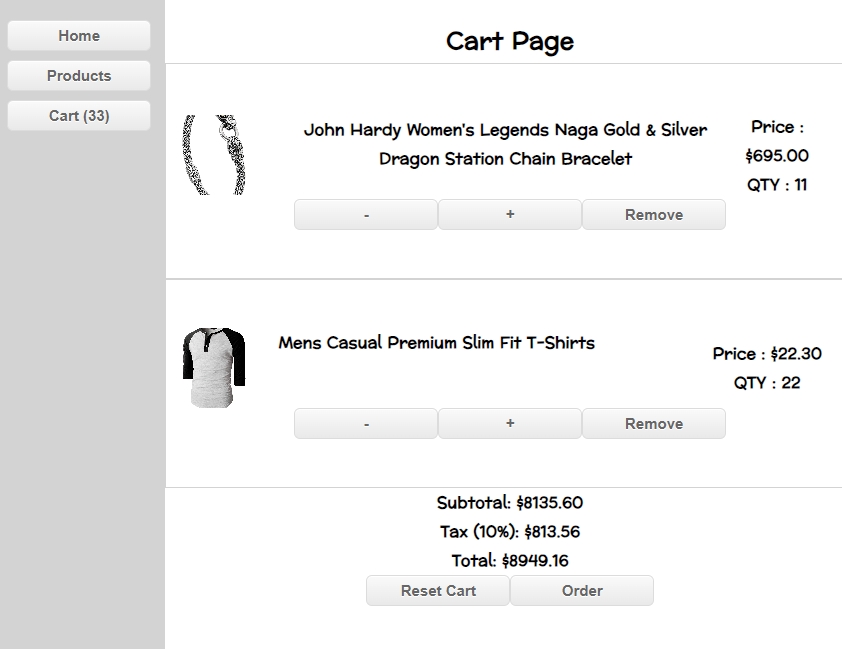 Home
Products
Cart (33)
Cart Page
John Hardy Women's Legends Naga Gold & Silver
Dragon Station Chain Bracelet
Price :
$695.00
QTY : 11
-
+
Remove
Mens Casual Premium Slim Fit T-Shirts
Price : $22.30
QTY : 22
-
+
Remove
Subtotal: $8135.60
Tax (10%): $813.56
Total: $8949.16
Reset Cart
Order